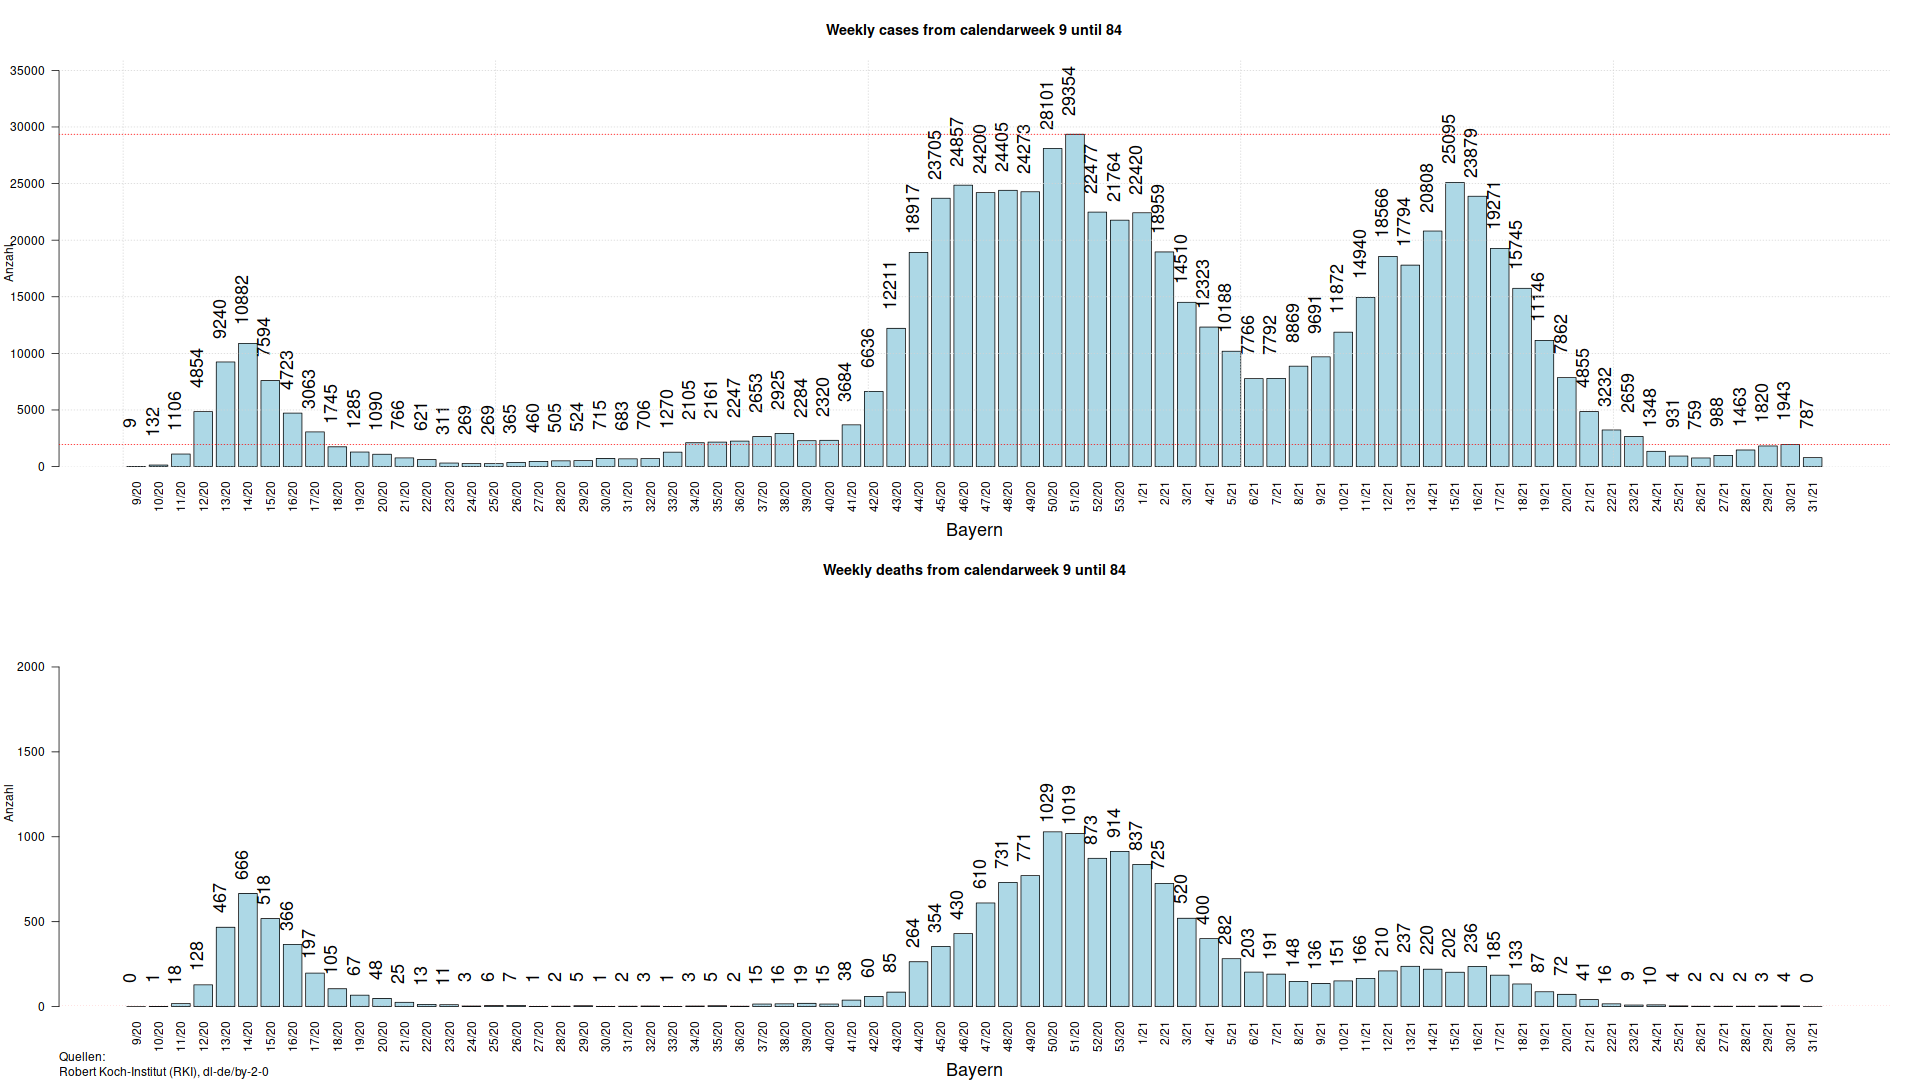 Weekly cases from calendarweek 9 until 84
Anzahl
35000
30000
25000
20000
15000
10000
5000
0
9 132 1106 4854 9240 10882 7594 4723 3063 1745 1285 1090 766 621 311 269 269 365 460 505 524 715 683 706 1270 2105 2161 2247 2653 2925 2284 2320 3684 6636 12211 18917 23705 24857 24200 24405 24273 28101 29354 22477 21764 22420 18959 14510 12323 10188 7766 7792 8869 9691 11872 14940 18566 17794 20808 25095 23879 19271 15745 11146 7862 4855 3232 2659 1348 931 759 988 1463 1820 1943 787
9/20 10/20 11/20 12/20 13/20 14/20 15/20 16/20 17/20 18/20 19/20 20/20 21/20 22/20 23/20 24/20 25/20 26/20 27/20 28/20 29/20 30/20 31/20 32/20 33/20 34/20 35/20 36/20 37/20 38/20 39/20 40/20 41/20 42/20 43/20 44/20 45/20 46/20 47/20 48/20 49/20 50/20 51/20 52/20 53/20 1/21 2/21 3/21 4/21 5/21 6/21 7/21 8/21 9/21 10/21 11/21 12/21 13/21 14/21 15/21 16/21 17/21 18/21 19/21 20/21 21/21 22/21 23/21 24/21 25/21 26/21 27/21 28/21 29/21 30/21 31/21
Bayern
Weekly deaths from calendarweek 9 until 84
Anzahl
2000
1500
1000
500
0
0 1 18 128 467 666 518 366 197 105 67 48 25 13 11 3 6 7 1 2 5 1 2 3 1 3 5 2 15 16 19 15 38 60 85 264 354 430 610 731 771 1029 1019 873 914 837 725 520 400 282 203 191 148 136 151 166 210 237 220 202 236 185 133 87 72 41 16 9 10 4 2 2 2 3 4 0
9/20 10/20 11/20 12/20 13/20 14/20 15/20 16/20 17/20 18/20 19/20 20/20 21/20 22/20 23/20 24/20 25/20 26/20 27/20 28/20 29/20 30/20 31/20 32/20 33/20 34/20 35/20 36/20 37/20 38/20 39/20 40/20 41/20 42/20 43/20 44/20 45/20 46/20 47/20 48/20 49/20 50/20 51/20 52/20 53/20 1/21 2/21 3/21 4/21 5/21 6/21 7/21 8/21 9/21 10/21 11/21 12/21 13/21 14/21 15/21 16/21 17/21 18/21 19/21 20/21 21/21 22/21 23/21 24/21 25/21 26/21 27/21 28/21 29/21 30/21 31/21
Bayern
Quellen:
Robert Koch-Institut (RKI), dl-de/by-2-0